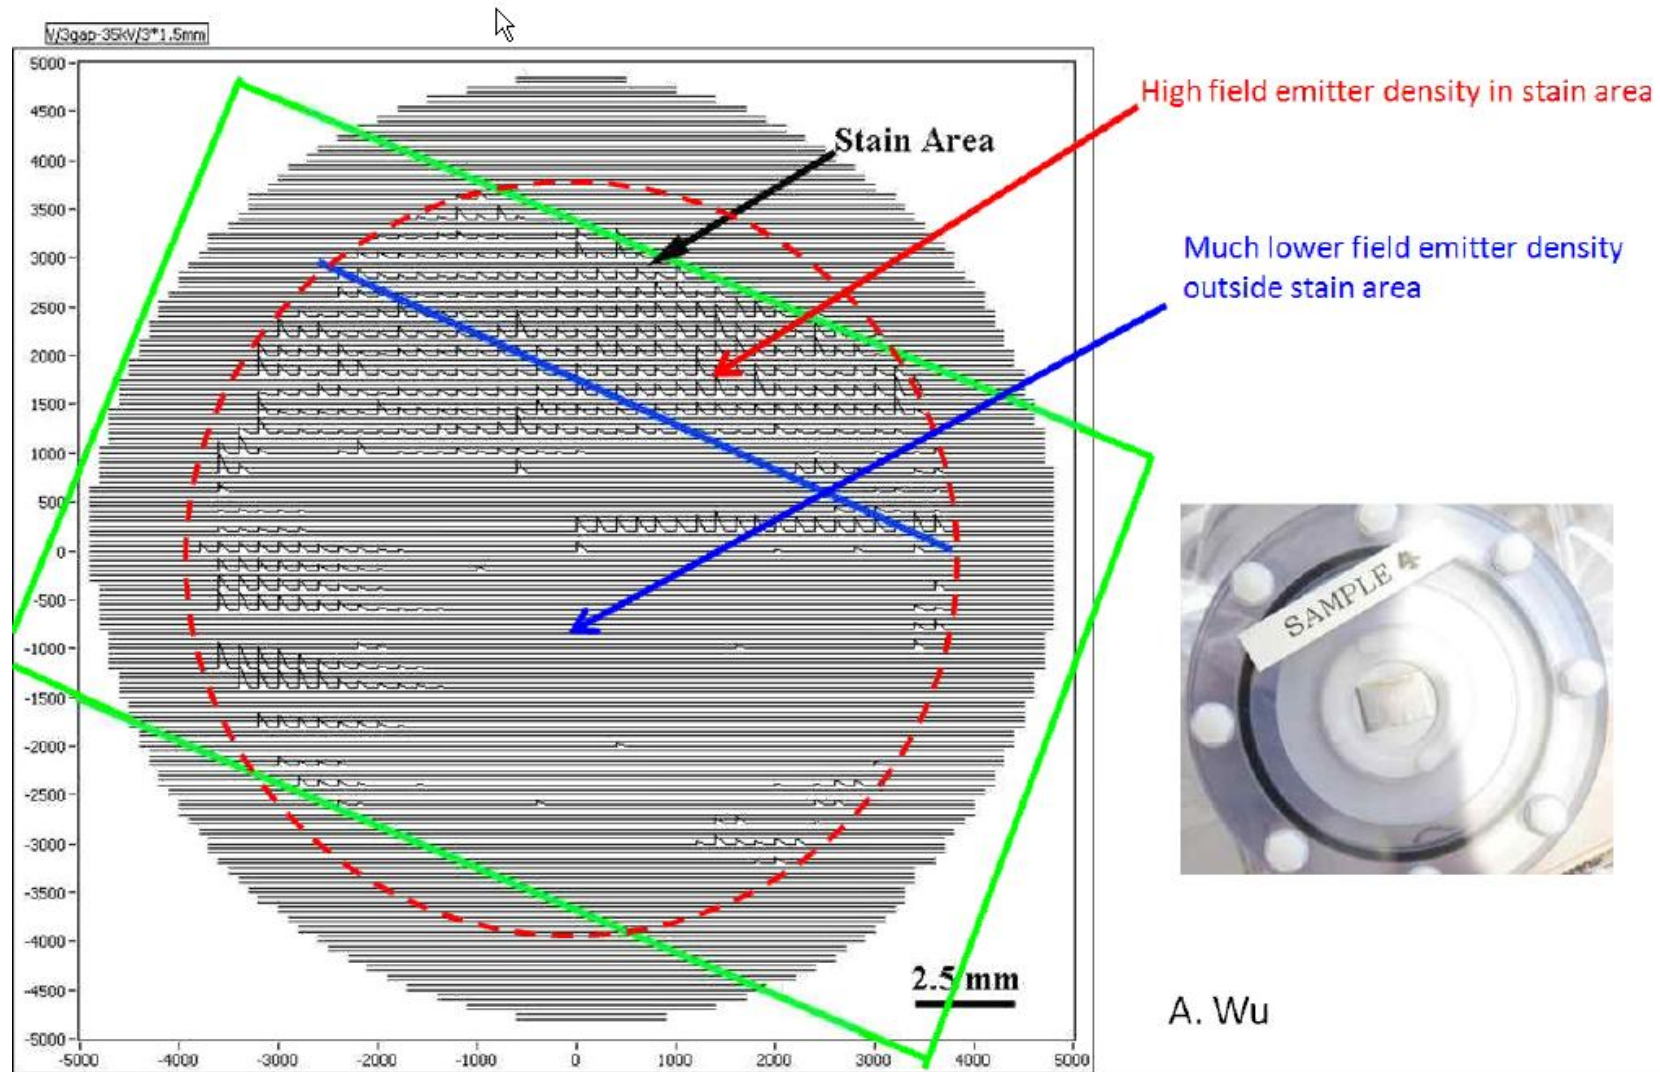 V/3gap-35kV/3*1.5mm
5000
4500
4000
3500
3000
2500
2000
1500
1000
500
0
-500
-1000
-1500
-2000
-2500
-3000
-3500
-4000
-4500
-5000
-5000 -4000 -3000 -2000 -1000 0 1000 2000 3000 4000 5000
Stain Area
2.5 mm
High field emitter density in stain area
Much lower field emitter density
outside stain area
SAMPLE 4
A. Wu